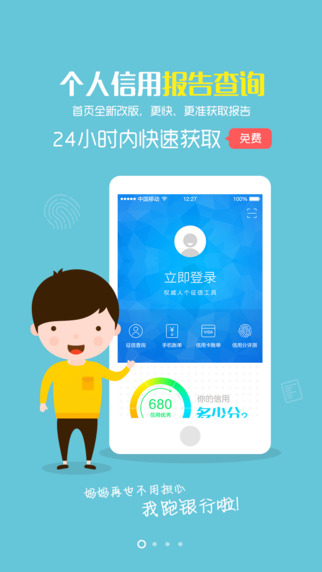 个人信用报告查询
首页全新改版，更快、更准获取报告
24小时内快速获取 免费
中国移动 12:27 100%
立即登录
权威人个征信工具
征信查询 手机账单 信用卡账单 信用分评测
VISA
680
信用优秀
你的信用
多少分?
妈妈再也不用担心
我跑银行啦!